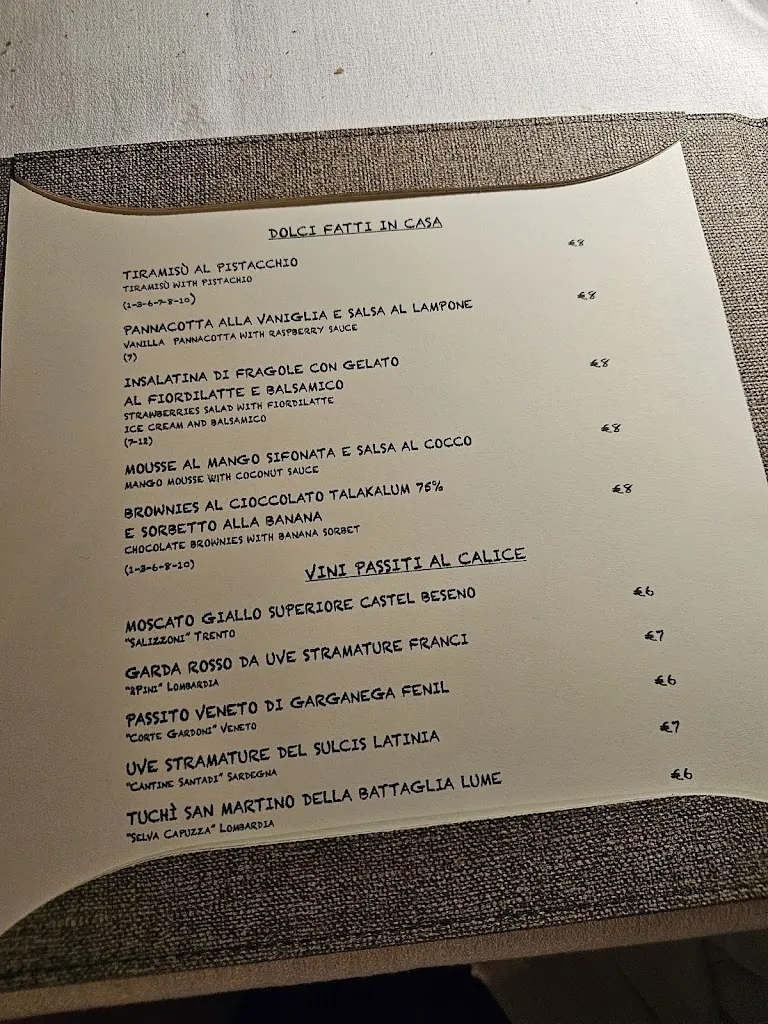 DOLCI FATTI IN CASA
TIRAMISÙ AL PISTACCHIO €8
TIRAMISÙ WITH PISTACHIO
(1-3-6-7-8-10)
PANNACOTTA ALLA VANIGLIA E SALSA AL LAMPONE €8
VANILLA PANNACOTTA WITH RASPBERRY SAUCE
(7)
INSALATINA DI FRAGOLE CON GELATO €8
AL FIORDILATTE E BALSAMICO
STRAWBERRIES SALAD WITH FIORDILATTE
ICE CREAM AND BALSAMICO
(7-12)
MOUSSE AL MANGO SIFONATA E SALSA AL COCCO €8
MANGO MOUSSE WITH COCONUT SAUCE
BROWNIES AL CIOCCOLATO TALAKALUM 76% €8
E SORBETTO ALLA BANANA
CHOCOLATE BROWNIES WITH BANANA SORBET
(1-3-6-8-10)
VINI PASSITI AL CALICE
MOSCATO GIALLO SUPERIORE CASTEL BESENO €6
"SALIZZONI" TRENTO
GARDA ROSSO DA UVE STRAMATURE FRANCI €7
"RPINI" LOMBARDIA
PASSITO VENETO DI GARGANEGA FENIL €6
"CORTE GARDONI" VENETO
UVE STRAMATURE DEL SULCIS LATINIA €7
"CANTINE SANTADI" SARDEGNA
TUCHÌ SAN MARTINO DELLA BATTAGLIA LUME €6
"SELVA CAPUZZA" LOMBARDIA